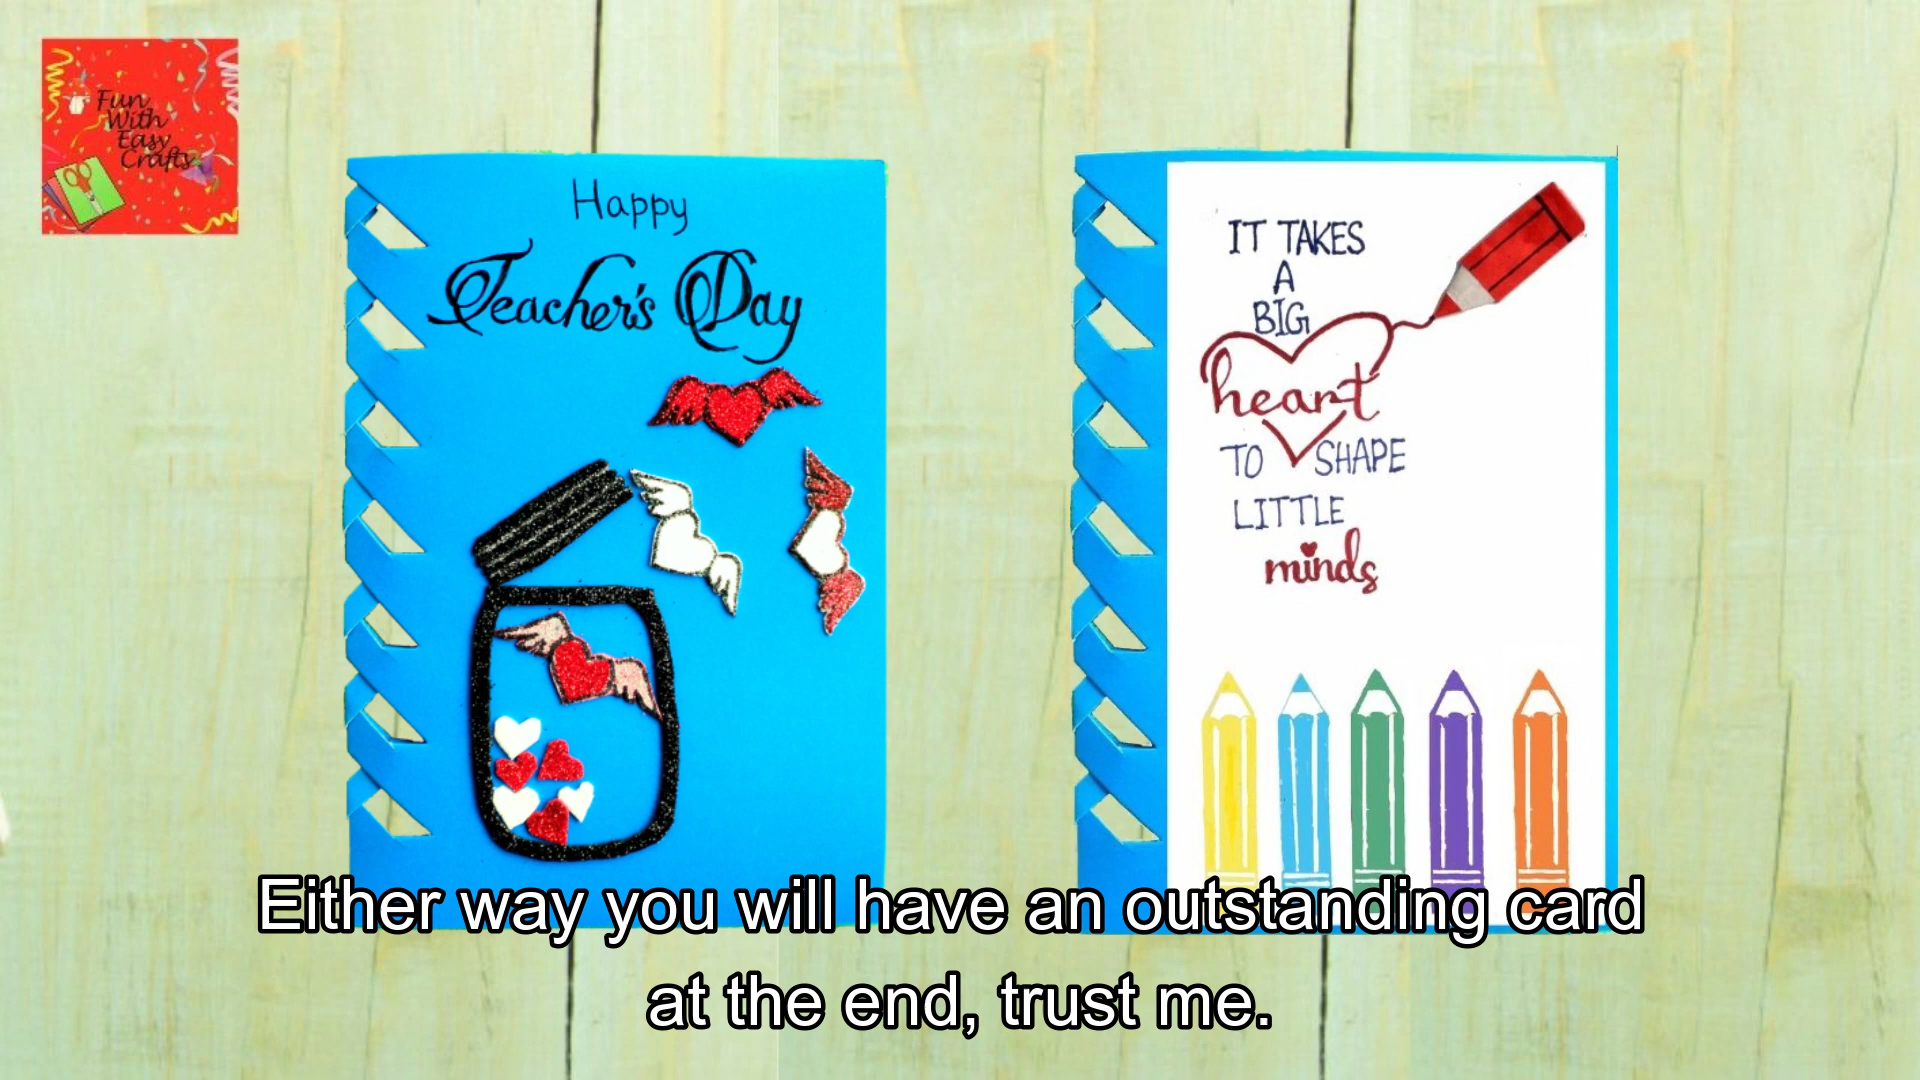 Fun
With
Easy
Crafts
Happy
Teacher's Day
IT TAKES
A
BIG
heart
TO SHAPE
LITTLE
minds
Either way you will have an outstanding card
at the end, trust me.